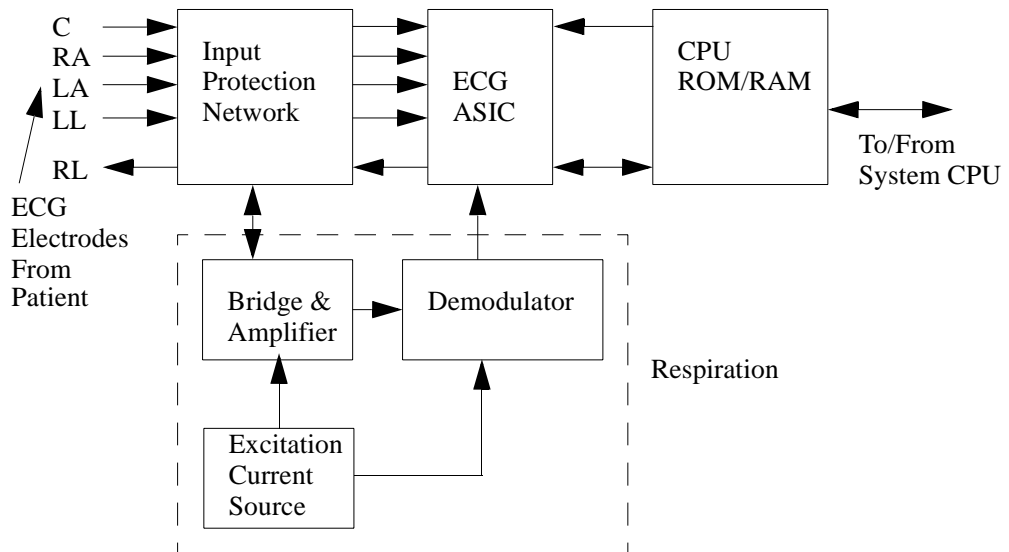 C
RA
LA
LL
RL
ECG
Electrodes
From
Patient
Input
Protection
Network
ECG
ASIC
CPU
ROM/RAM
To/From
System CPU
Bridge &
Amplifier
Demodulator
Respiration
Excitation
Current
Source